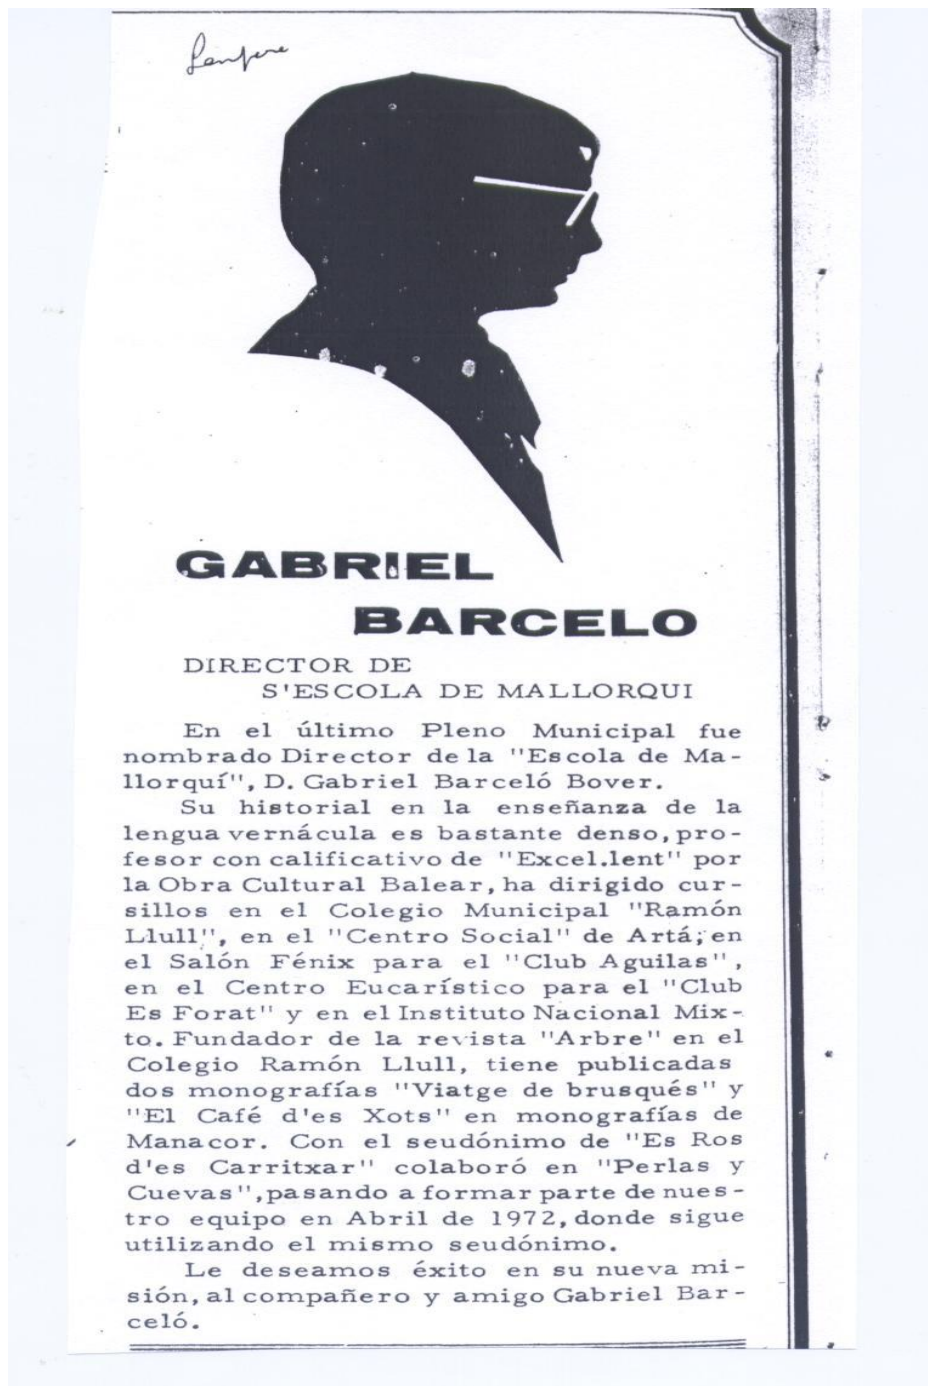 GABRIEL
BARCELO
DIRECTOR DE
S'ESCOLA DE MALLORQUI
En el último Pleno Municipal fue
nombrado Director de la "Escola de Ma-
llorquí", D. Gabriel Barceló Bover.
Su historial en la enseñanza de la
lengua vernácula es bastante denso, pro-
fesor con calificativo de "Excel.lent" por
la Obra Cultural Balear, ha dirigido cur-
sillos en el Colegio Municipal "Ramón
Llull", en el "Centro Social" de Artá; en
el Salón Fénix para el "Club Aguilas",
en el Centro Eucarístico para el "Club
Es Forat" y en el Instituto Nacional Mix-
to. Fundador de la revista "Arbre" en el
Colegio Ramón Llull, tiene publicadas
dos monografías "Viatge de brusqués" y
"El Café d'es Xots" en monografías de
Manacor. Con el seudónimo de "Es Ros
d'es Carritxar" colaboró en "Perlas y
Cuevas", pasando a formar parte de nues-
tro equipo en Abril de 1972, donde sigue
utilizando el mismo seudónimo.
Le deseamos éxito en su nueva mi-
sión, al compañero y amigo Gabriel Bar-
celó.